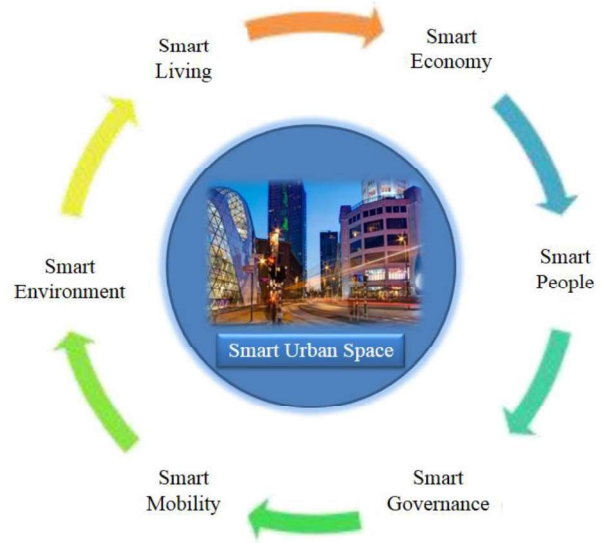 Smart
Living
Smart
Economy
Smart
People
Smart
Governance
Smart
Mobility
Smart
Environment
Smart Urban Space